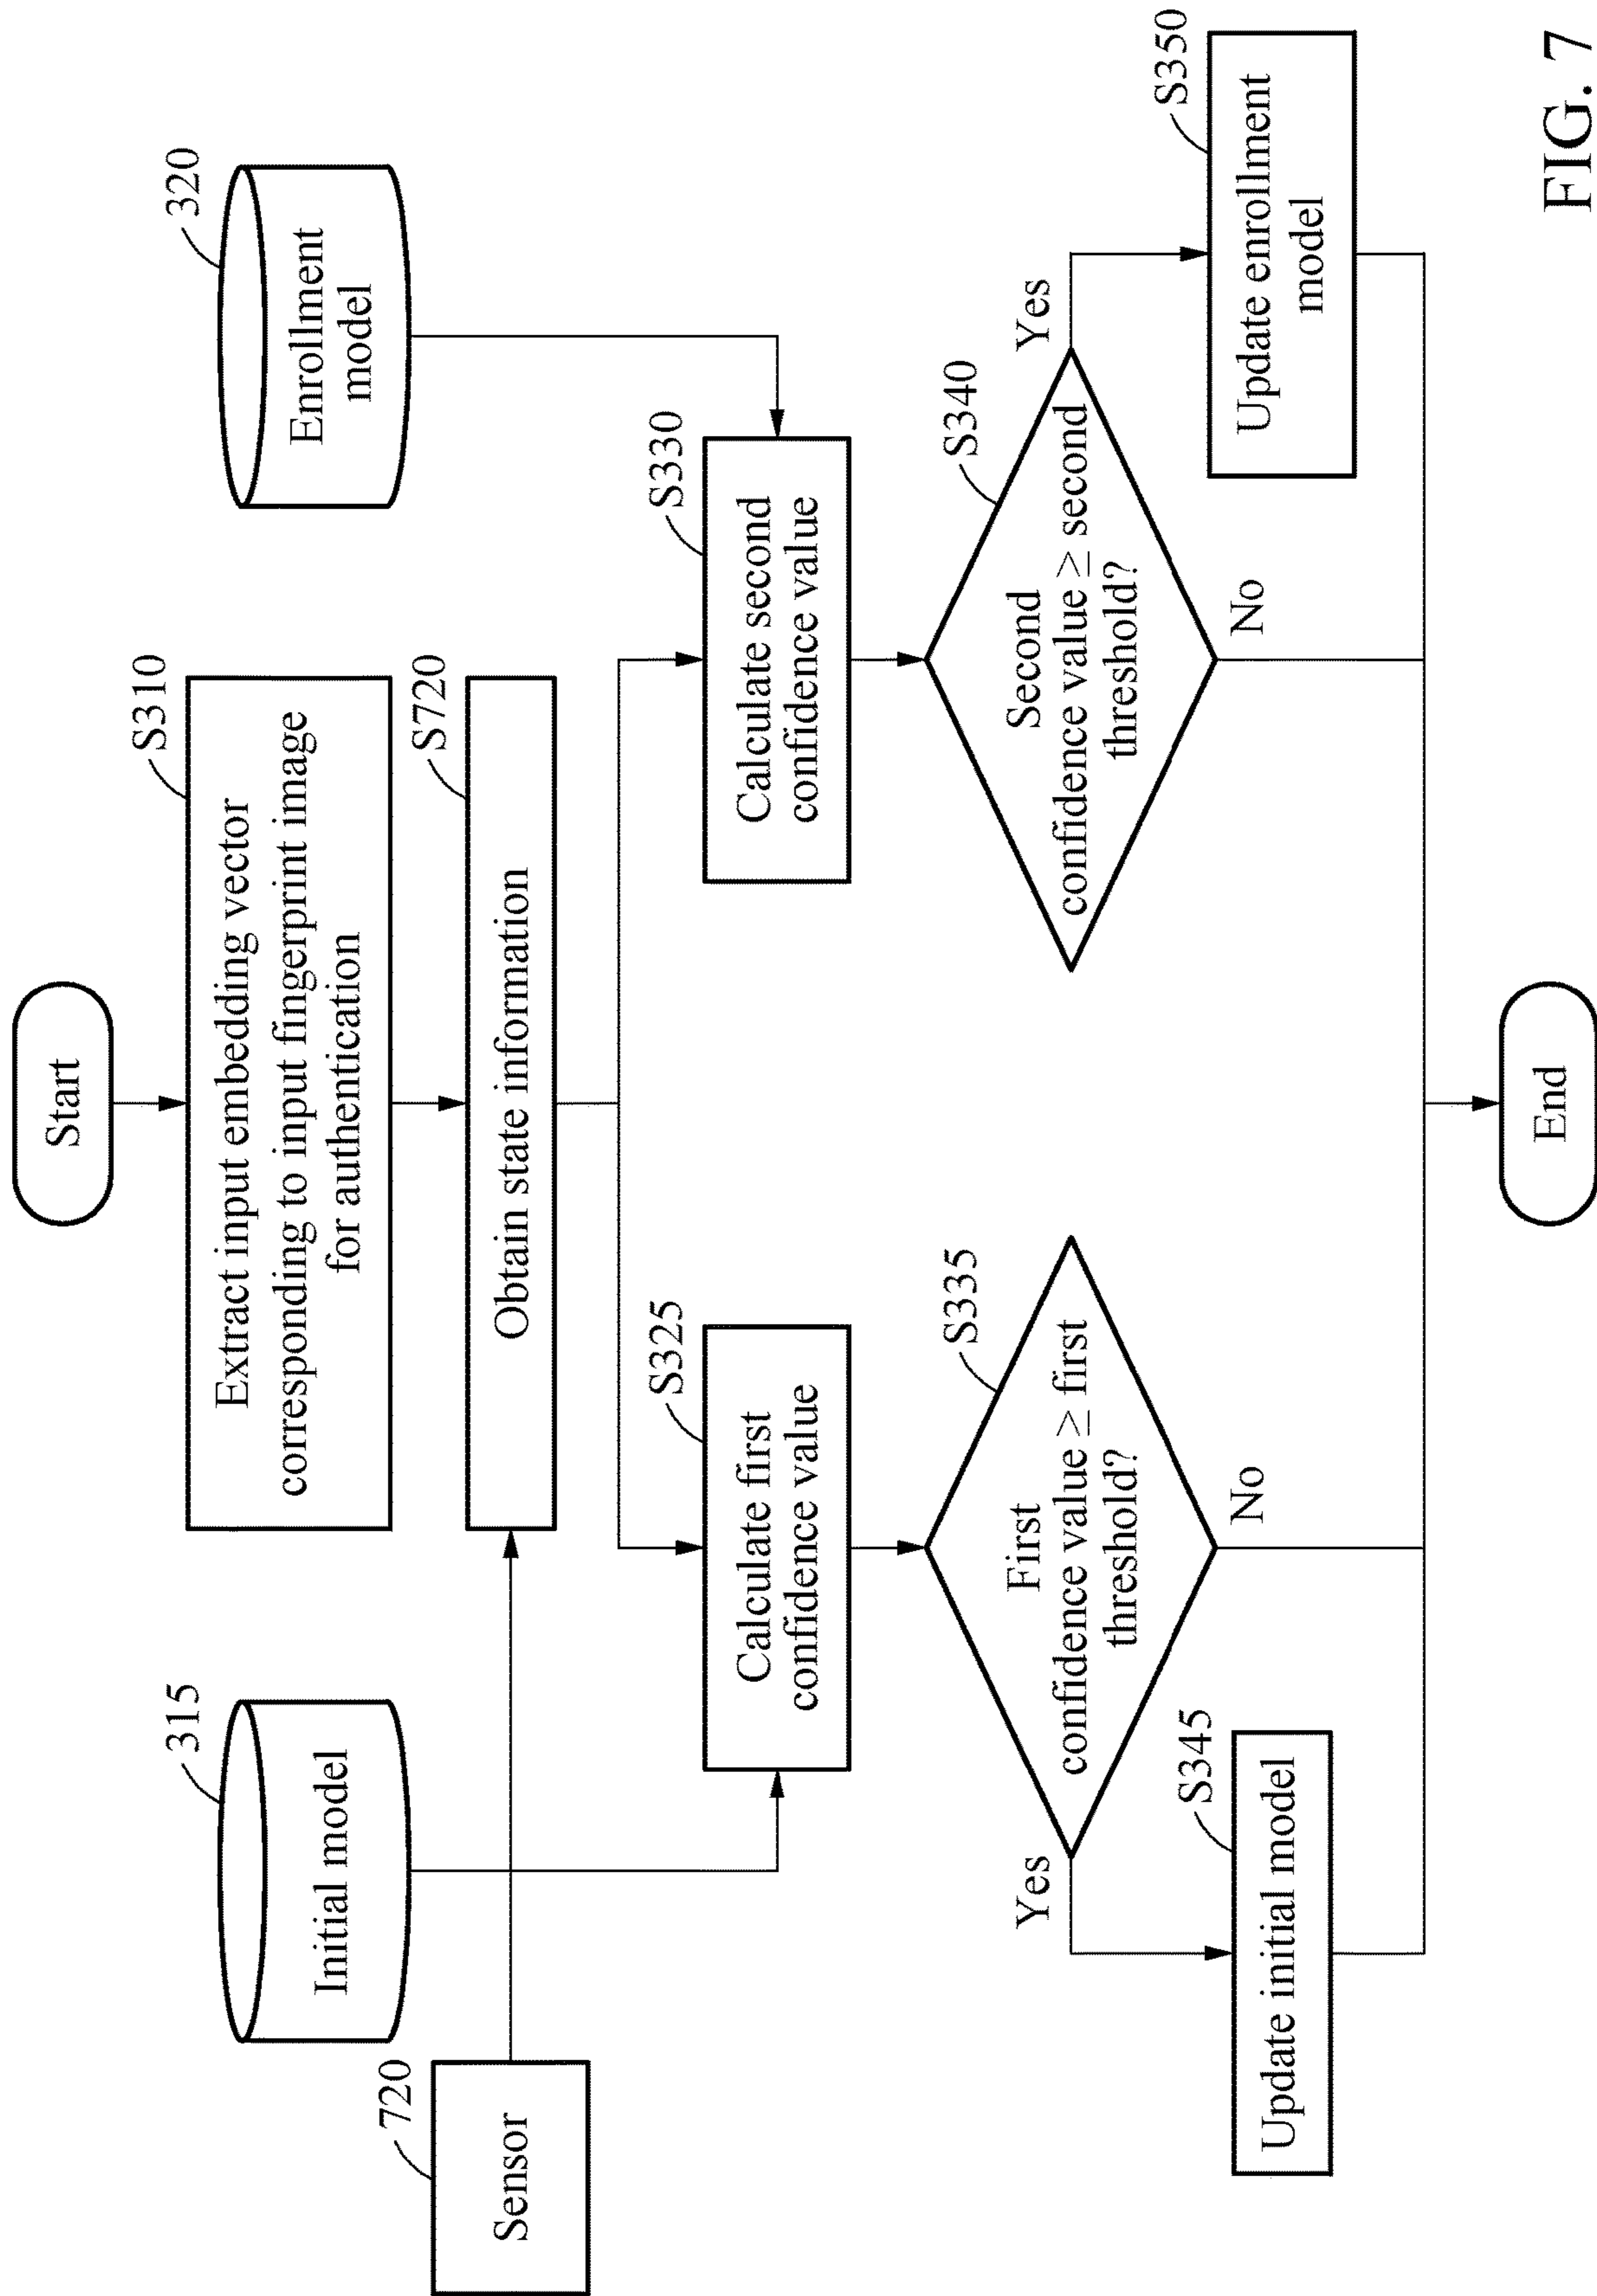 Start
S310
Extract input embedding vector
corresponding to input fingerprint image
for authentication
315
Initial model
320
Enrollment
model
720
Sensor
S720
Obtain state information
S325
Calculate first
confidence value
S330
Calculate second
confidence value
S335
First
confidence value ≥ first
threshold?
Yes
No
S340
Second
confidence value ≥ second
threshold?
Yes
No
S345
Update initial model
S350
Update enrollment
model
End
FIG. 7